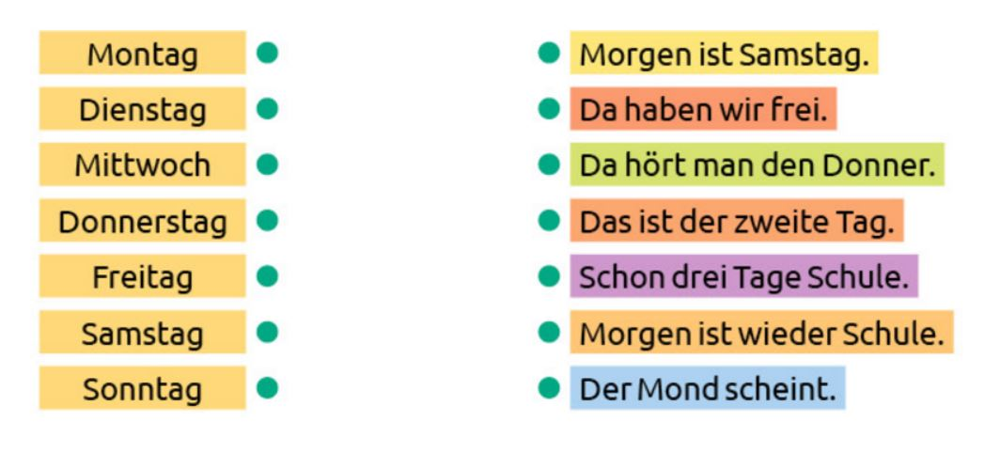 Montag
Morgen ist Samstag.
Dienstag
Da haben wir frei.
Mittwoch
Da hört man den Donner.
Donnerstag
Das ist der zweite Tag.
Freitag
Schon drei Tage Schule.
Samstag
Morgen ist wieder Schule.
Sonntag
Der Mond scheint.